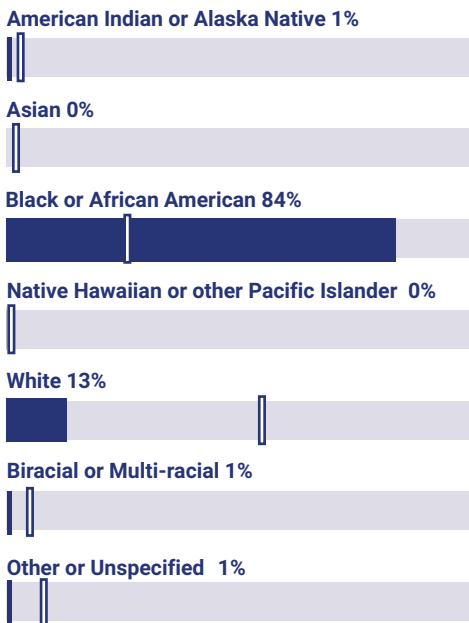 American Indian or Alaska Native 1%
Asian 0%
Black or African American 84%
Native Hawaiian or other Pacific Islander 0%
White 13%
Biracial or Multi-racial 1%
Other or Unspecified 1%